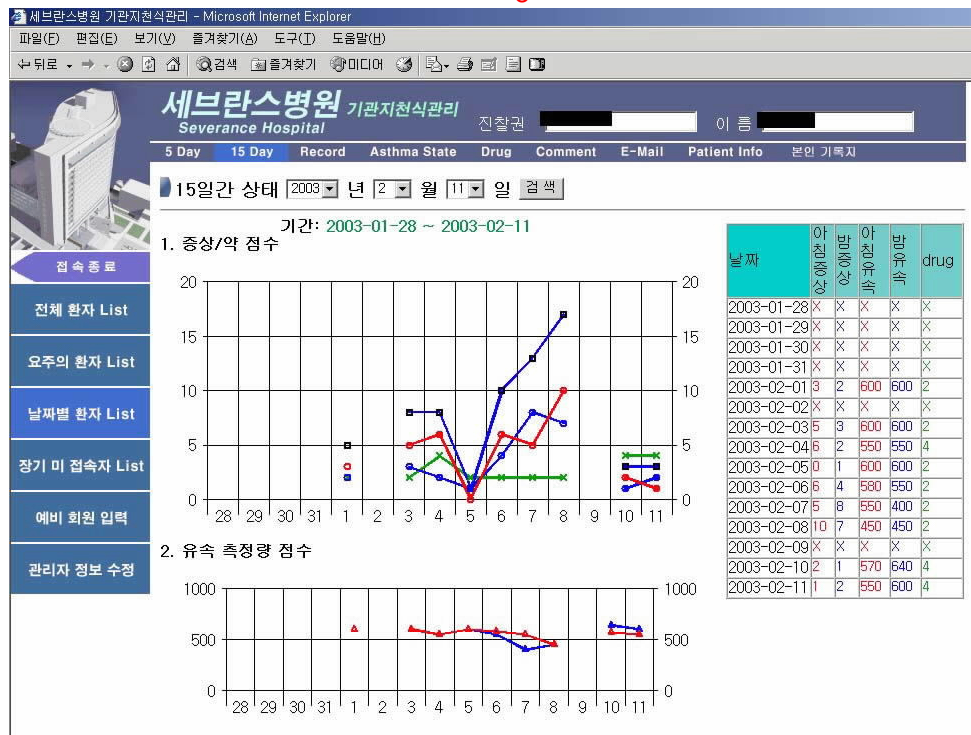 세브란스병원 기관지천식관리 - Microsoft Internet Explorer
파일(F) 편집(E) 보기(V) 즐겨찾기(A) 도구(T) 도움말(H)
뒤로 검색 즐겨찾기 미디어
세브란스병원 기관지천식관리
Severance Hospital
진찰권 이 름
5 Day 15 Day Record Asthma State Drug Comment E-Mail Patient Info 본인 기록지
15일간 상태 2003 년 2 월 11 일 검색
기간: 2003-01-28 ~ 2003-02-11
접속종료
전체 환자 List
요주의 환자 List
날짜별 환자 List
장기 미 접속자 List
예비 회원 입력
관리자 정보 수정
1. 증상/약 점수
20 20
15 15
10 10
5 5
0 0
28 29 30 31 1 2 3 4 5 6 7 8 9 10 11
2. 유속 측정량 점수
1000 1000
500 500
0 0
28 29 30 31 1 2 3 4 5 6 7 8 9 10 11
날짜 아침증상 밤증상 아침유속 밤유속 drug
2003-01-28 X X X X X
2003-01-29 X X X X X
2003-01-30 X X X X X
2003-01-31 X X X X X
2003-02-01 3 2 600 600 2
2003-02-02 X X X X X
2003-02-03 5 3 600 600 2
2003-02-04 6 2 550 550 4
2003-02-05 0 1 600 600 2
2003-02-06 6 4 580 550 2
2003-02-07 5 8 550 400 2
2003-02-08 10 7 450 450 2
2003-02-09 X X X X X
2003-02-10 2 1 570 640 4
2003-02-11 1 2 550 600 4